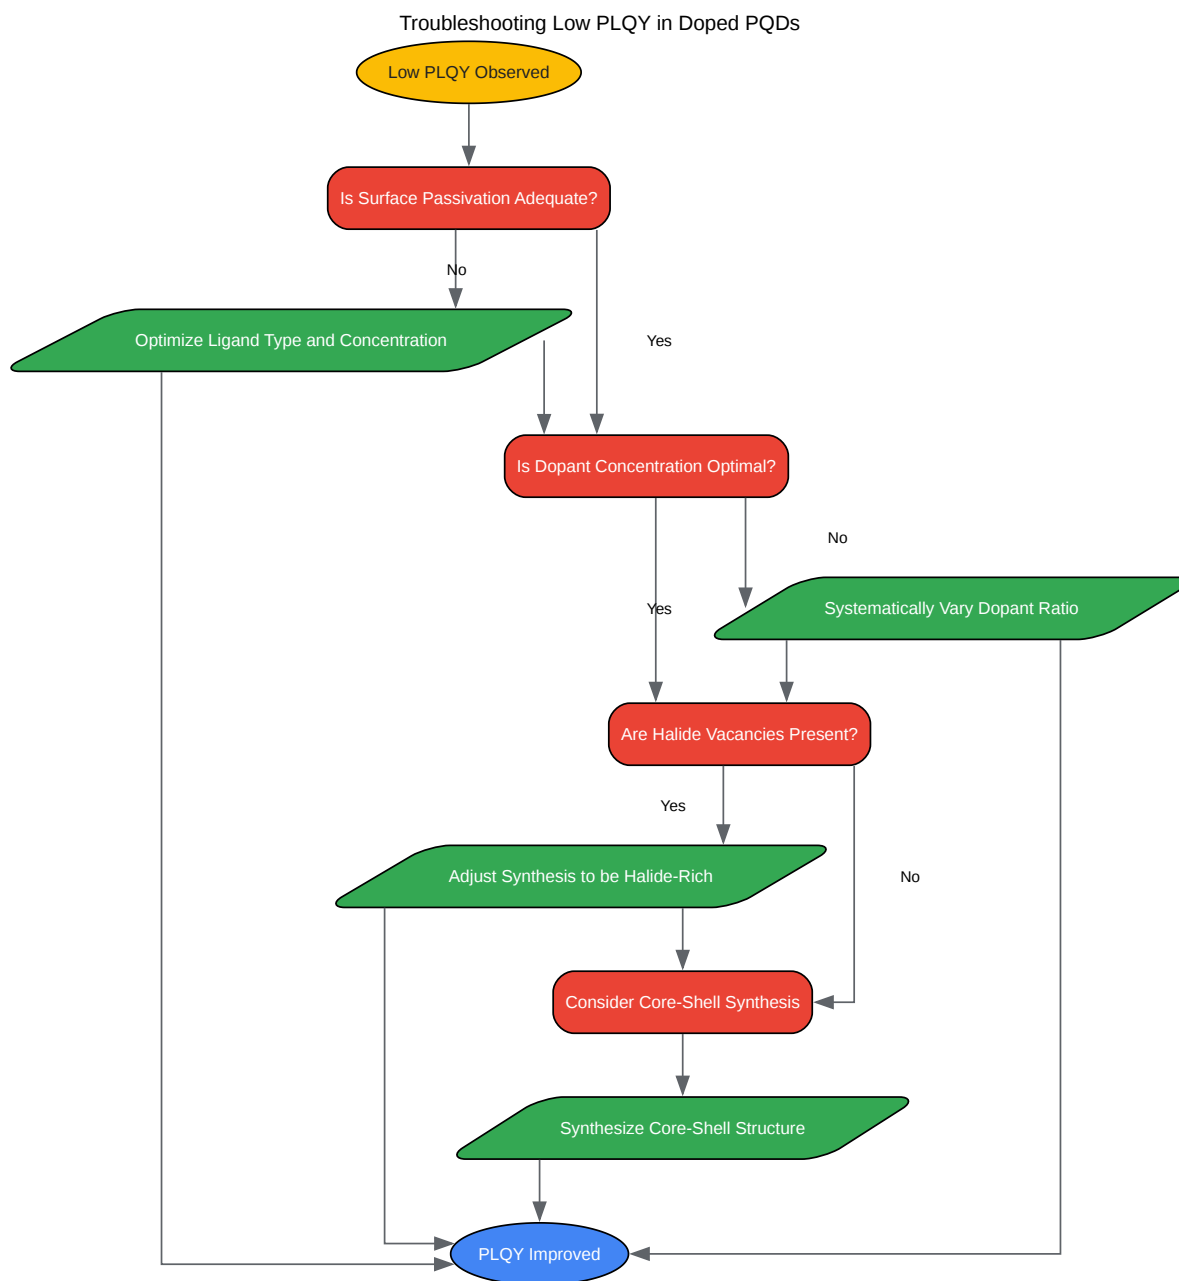 Troubleshooting Low PLQY in Doped PQDs
Low PLQY Observed
Is Surface Passivation Adequate?
No
Optimize Ligand Type and Concentration
Yes
Is Dopant Concentration Optimal?
No
Yes
Systematically Vary Dopant Ratio
Are Halide Vacancies Present?
Yes
Adjust Synthesis to be Halide-Rich
No
Consider Core-Shell Synthesis
Synthesize Core-Shell Structure
PLQY Improved